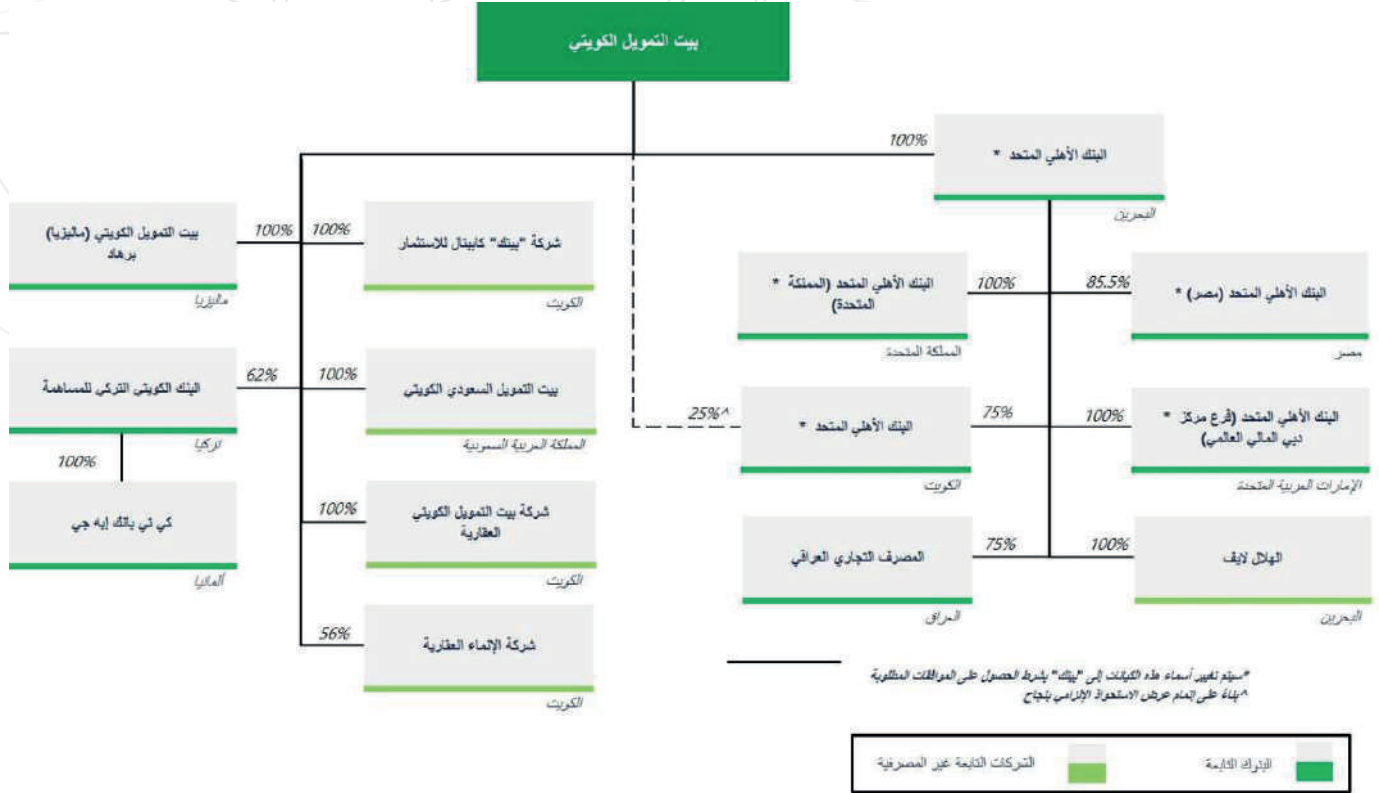 بيت التمويل الكويتي
100%
البنك الأهلي المتحد *
البحرين
85.5%
البنك الأهلي المتحد (مصر) *
مصر
100%
البنك الأهلي المتحد (المملكة *
المتحدة)
المملكة المتحدة
100%
البنك الأهلي المتحد (فرع مركز *
دبي المالي العالمي)
الإمارات العربية المتحدة
75%
25%^
البنك الأهلي المتحد *
الكويت
100%
الهلال لايف
البحرين
75%
المصرف التجاري العراقي
العراق
100%
شركة "بيتك" كابيتال للاستثمار
الكويت
100%
بيت التمويل الكويتي (ماليزيا)
برهاد
ماليزيا
100%
بيت التمويل السعودي الكويتي
المملكة العربية السعودية
62%
البنك الكويتي التركي للمساهمة
تركيا
100%
شركة بيت التمويل الكويتي
العقارية
الكويت
100%
كي تي بانك إيه جي
ألمانيا
56%
شركة الإنماء العقارية
الكويت
*سيتم تغيير أسماء هذه الكيانات إلى "بيتك" بشرط الحصول على الموافقات المطلوبة
^بناءً على إتمام عرض الاستحواذ الإلزامي بنجاح
البنوك التابعة
الشركات التابعة غير المصرفية